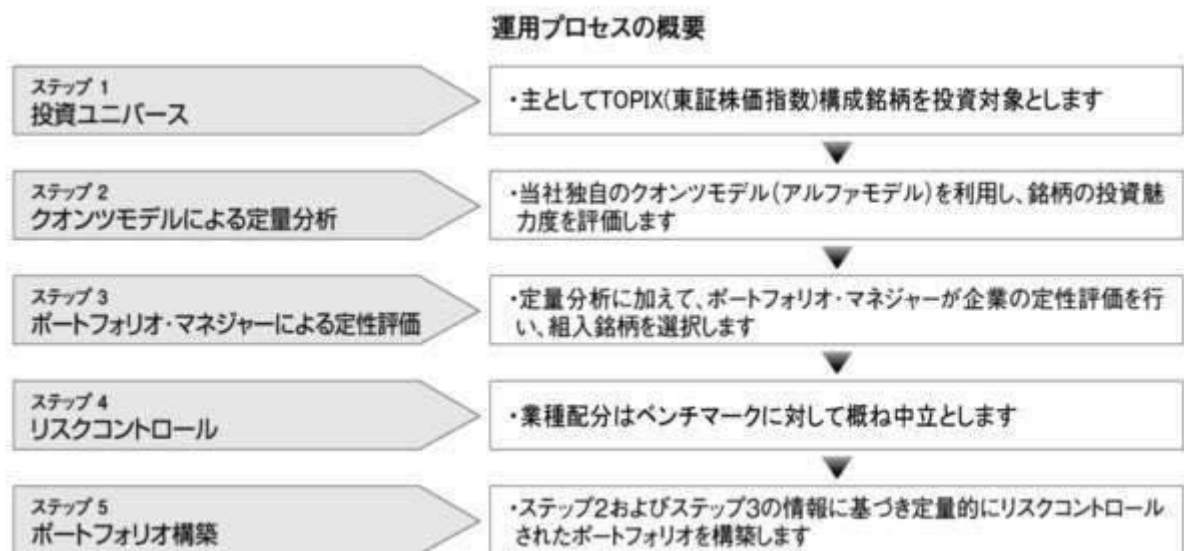 運用プロセスの概要
ステップ 1
投資ユニバース
・主としてTOPIX(東証株価指数)構成銘柄を投資対象とします
ステップ 2
クオンツモデルによる定量分析
・当社独自のクオンツモデル(アルファモデル)を利用し、銘柄の投資魅
力度を評価します
ステップ 3
ポートフォリオ・マネジャーによる定性評価
・定量分析に加えて、ポートフォリオ・マネジャーが企業の定性評価を行
い、組入銘柄を選択します
ステップ 4
リスクコントロール
・業種配分はベンチマークに対して概ね中立とします
ステップ 5
ポートフォリオ構築
・ステップ2およびステップ3の情報に基づき定量的にリスクコントロール
されたポートフォリオを構築します